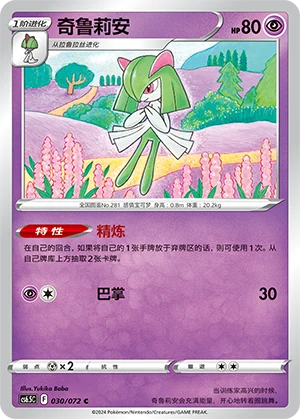 1阶进化
奇鲁莉安
HP80
从拉鲁拉丝进化
全国图鉴No.281 感情宝可梦 身高：0.8m 体重：20.2kg
特性 精炼
在自己的回合，如果将自己的1张手牌放于弃牌区的话，则可使用1次。从
自己牌库上方抽取2张卡牌。
巴掌 30
弱点 ×2 抵抗力 撤退
Illus.Yukiko Baba
CS6.5C F 030/072 C
当训练家高兴的时候，
奇鲁莉安会充满能量，开心地转着圈跳舞。
©2024 Pokémon/Nintendo/Creatures/GAME FREAK.